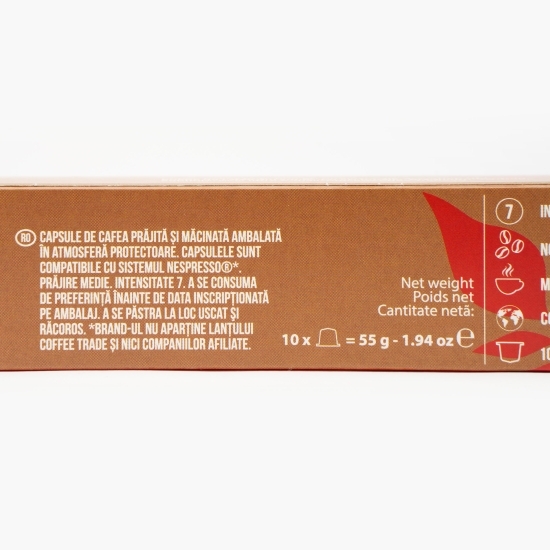 RO CAPSULE DE CAFEA PRĂJITĂ ȘI MĂCINATĂ AMBALATĂ
ÎN ATMOSFERĂ PROTECTOARE. CAPSULELE SUNT
COMPATIBILE CU SISTEMUL NESPRESSO®*.
PRĂJIRE MEDIE. INTENSITATE 7. A SE CONSUMA
DE PREFERINȚĂ ÎNAINTE DE DATA INSCRIPȚIONATĂ
PE AMBALAJ. A SE PĂSTRA LA LOC USCAT ȘI
RĂCOROS. *BRAND-UL NU APARȚINE LANȚULUI
COFFEE TRADE ȘI NICI COMPANIILOR AFILIATE.
Net weight
Poids net
Cantitate netă:
10 x = 55 g - 1.94 oz ℮
7
10